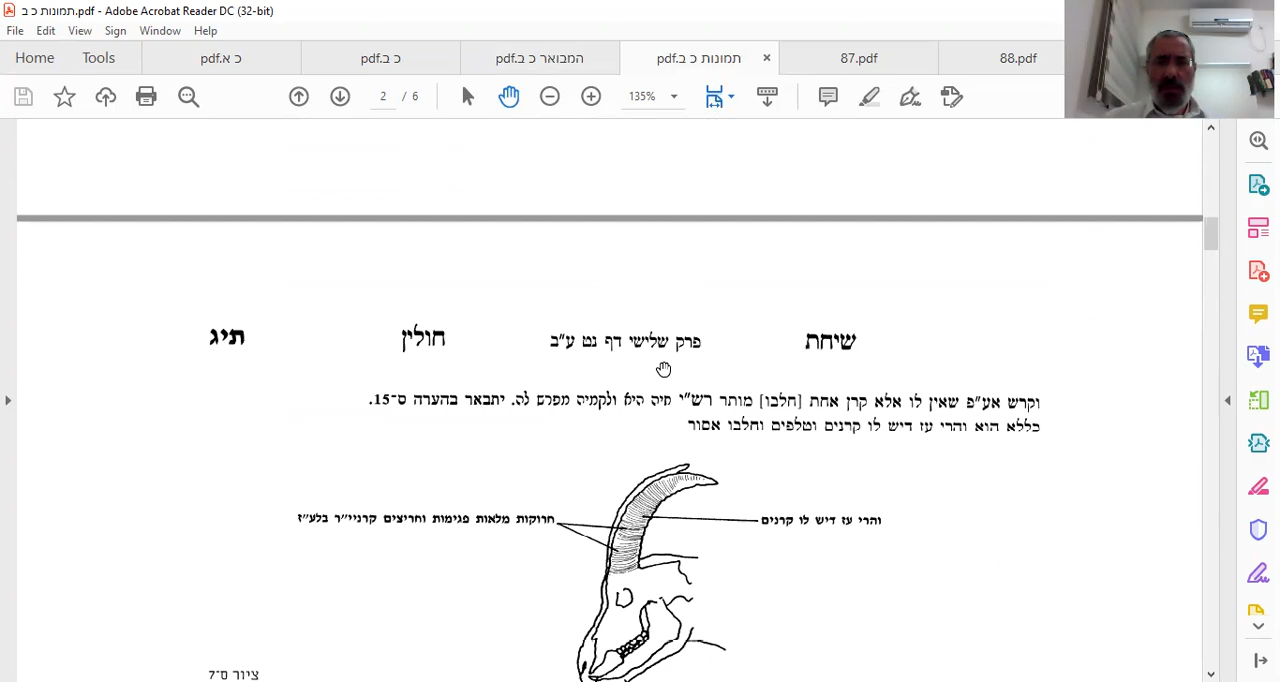 תמונות כ ב.pdf - Adobe Acrobat Reader DC (32-bit)
File Edit View Sign Window Help
Home Tools כ א.pdf כ ב.pdf המבואר כ ב.pdf תמונות כ ב.pdf × 87.pdf 88.pdf
2 / 6 135%
שיחת פרק שלישי דף נט ע"ב חולין תיג
וקרש אע"פ שאין לו אלא קרן אחת [חלבו] מותר רש"י חיה היא ולקמיה מפרש לה. יתבאר בהערה ס־15.
כללא הוא והרי עז דיש לו קרנים וטלפים וחלבו אסור
והרי עז דיש לו קרנים
חרוקות מלאות פגימות וחריצים קרניי"ר בלע"ז
ציור ס־7